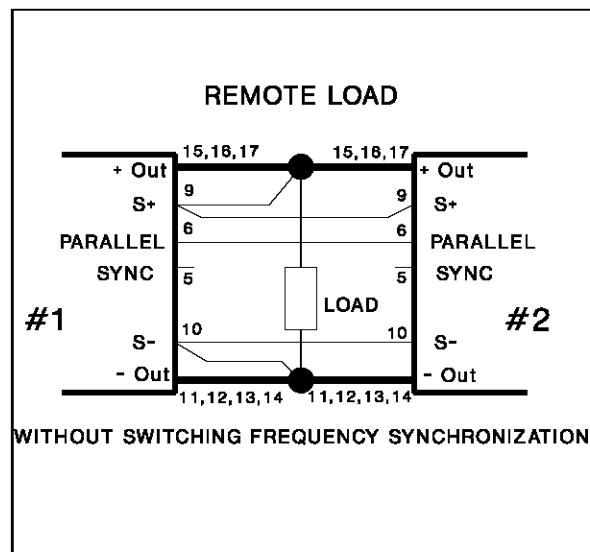 REMOTE LOAD
15,16,17 15,16,17
+ Out + Out
9 9
S+ S+
6 6
PARALLEL PARALLEL
SYNC SYNC
5 5
LOAD
#1 #2
10 10
S- S-
- Out - Out
11,12,13,14 11,12,13,14
WITHOUT SWITCHING FREQUENCY SYNCHRONIZATION